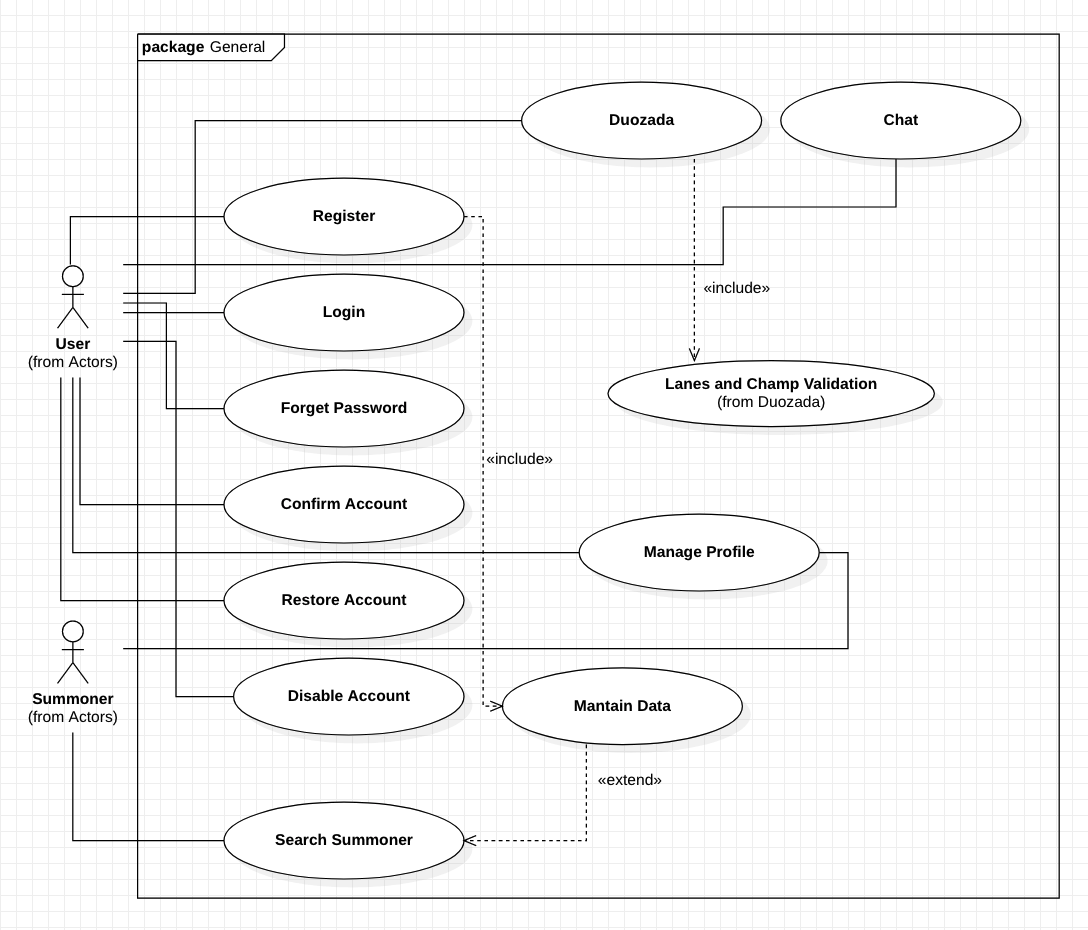 package General
Duozada
Chat
Register
«include»
Login
User
(from Actors)
Lanes and Champ Validation
(from Duozada)
Forget Password
«include»
Confirm Account
Manage Profile
Restore Account
Summoner
(from Actors)
Disable Account
Mantain Data
«extend»
Search Summoner